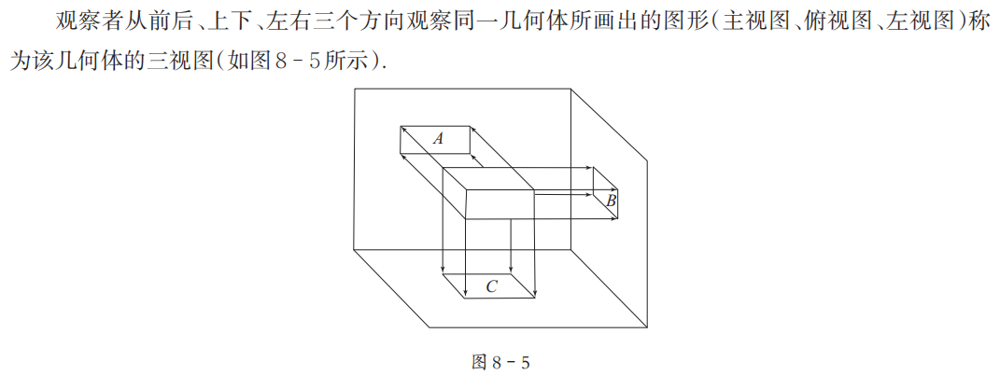 观察者从前后、上下、左右三个方向观察同一几何体所画出的图形(主视图、俯视图、左视图)称
为该几何体的三视图(如图8-5所示).
A
B
C
图8-5